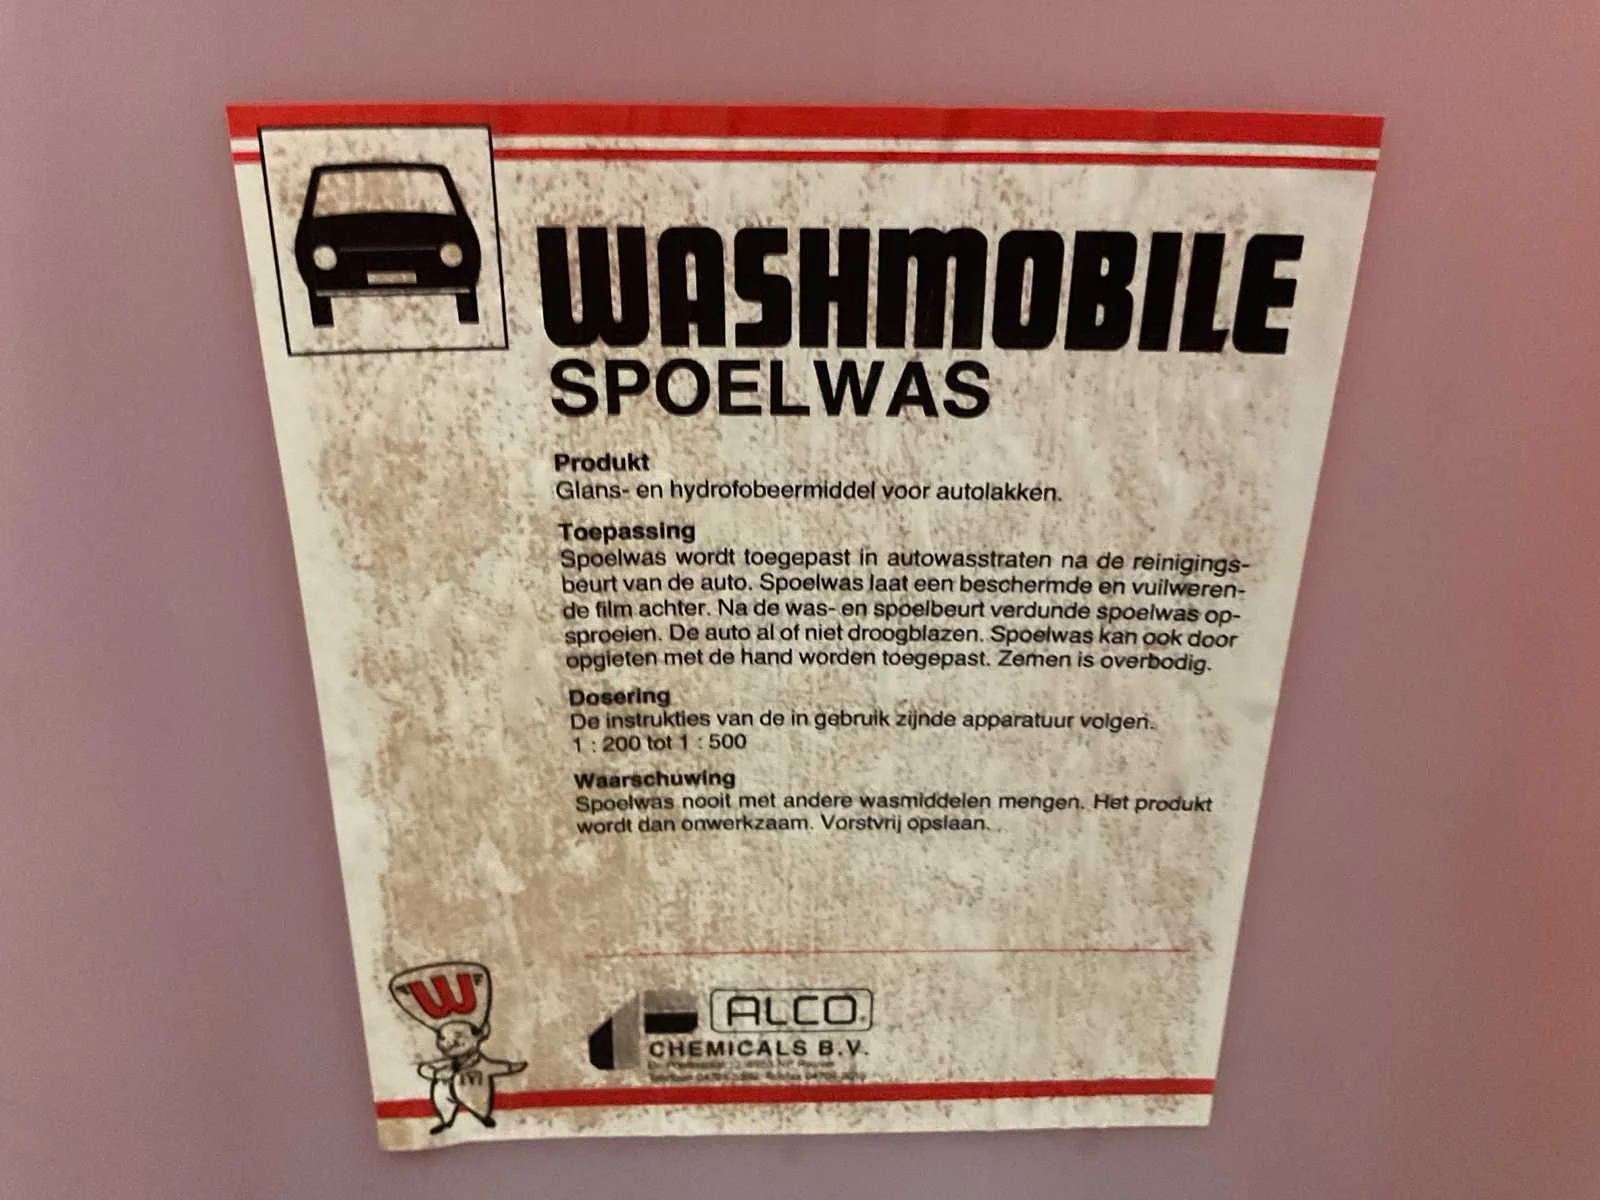 WASHMOBILE
SPOELWAS
Produkt
Glans- en hydrofobeermiddel voor autolakken.
Toepassing
Spoelwas wordt toegepast in autowasstraten na de reinigings-
beurt van de auto. Spoelwas laat een beschermde en vuilweren-
de film achter. Na de was- en spoelbeurt verdunde spoelwas op-
sproeien. De auto al of niet droogblazen. Spoelwas kan ook door
opgieten met de hand worden toegepast. Zemen is overbodig.
Dosering
De instrukties van de in gebruik zijnde apparatuur volgen.
1 : 200 tot 1 : 500
Waarschuwing
Spoelwas nooit met andere wasmiddelen mengen. Het produkt
wordt dan onwerkzaam. Vorstvrij opslaan.
W
ALCO
CHEMICALS B.V.